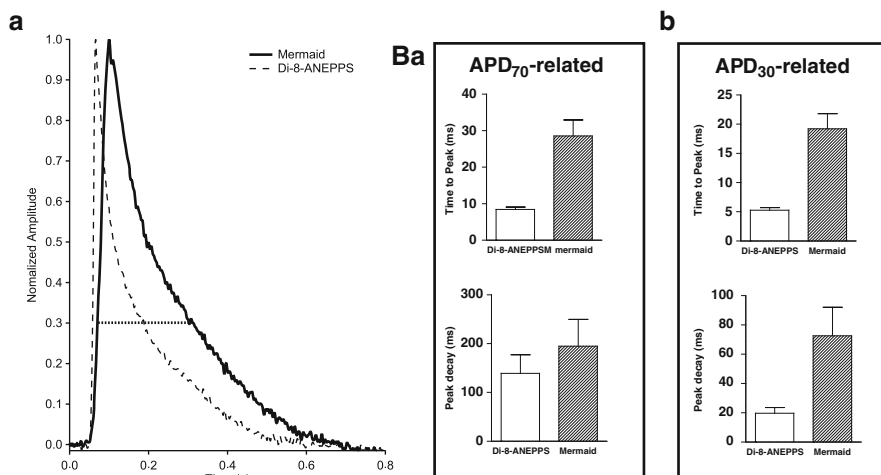 a
1.0
0.9
0.8
0.7
0.6
0.5
0.4
0.3
0.2
0.1
0.0
Nomalized Amplitude
0.0 0.2 0.4 0.6 0.8
Mermaid
Di-8-ANEPPS
Ba
APD70-related
40
30
20
10
0
Time to Peak (ms)
Di-8-ANEPPSM mermaid
300
200
100
0
Peak decay (ms)
Di-8-ANEPPS Mermaid
b
APD30-related
25
20
15
10
5
0
Time to Peak (ms)
Di-8-ANEPPS Mermaid
100
80
60
40
20
0
Peak decay (ms)
Di-8-ANEPPS Mermaid